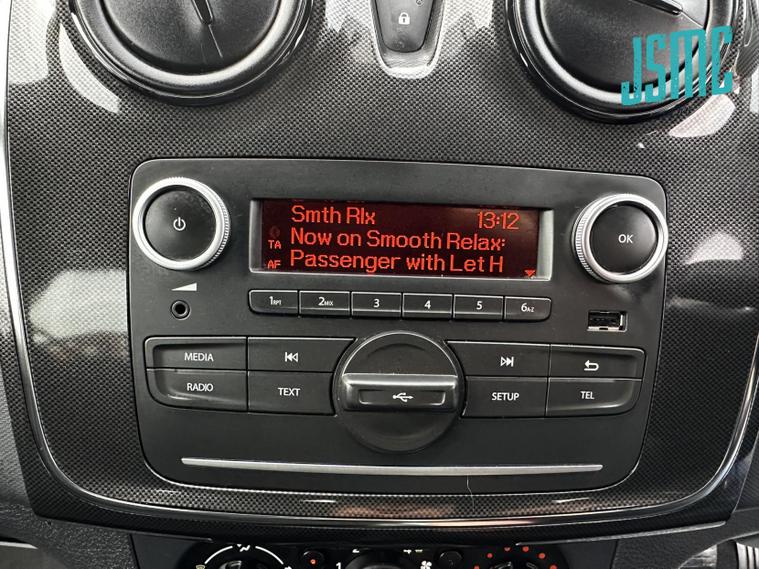 JSMC
Smth Rlx 13:12
TA Now on Smooth Relax:
AF Passenger with Let H
OK
1RPT 2MIX 3 4 5 6A-Z
MEDIA
RADIO TEXT SETUP TEL